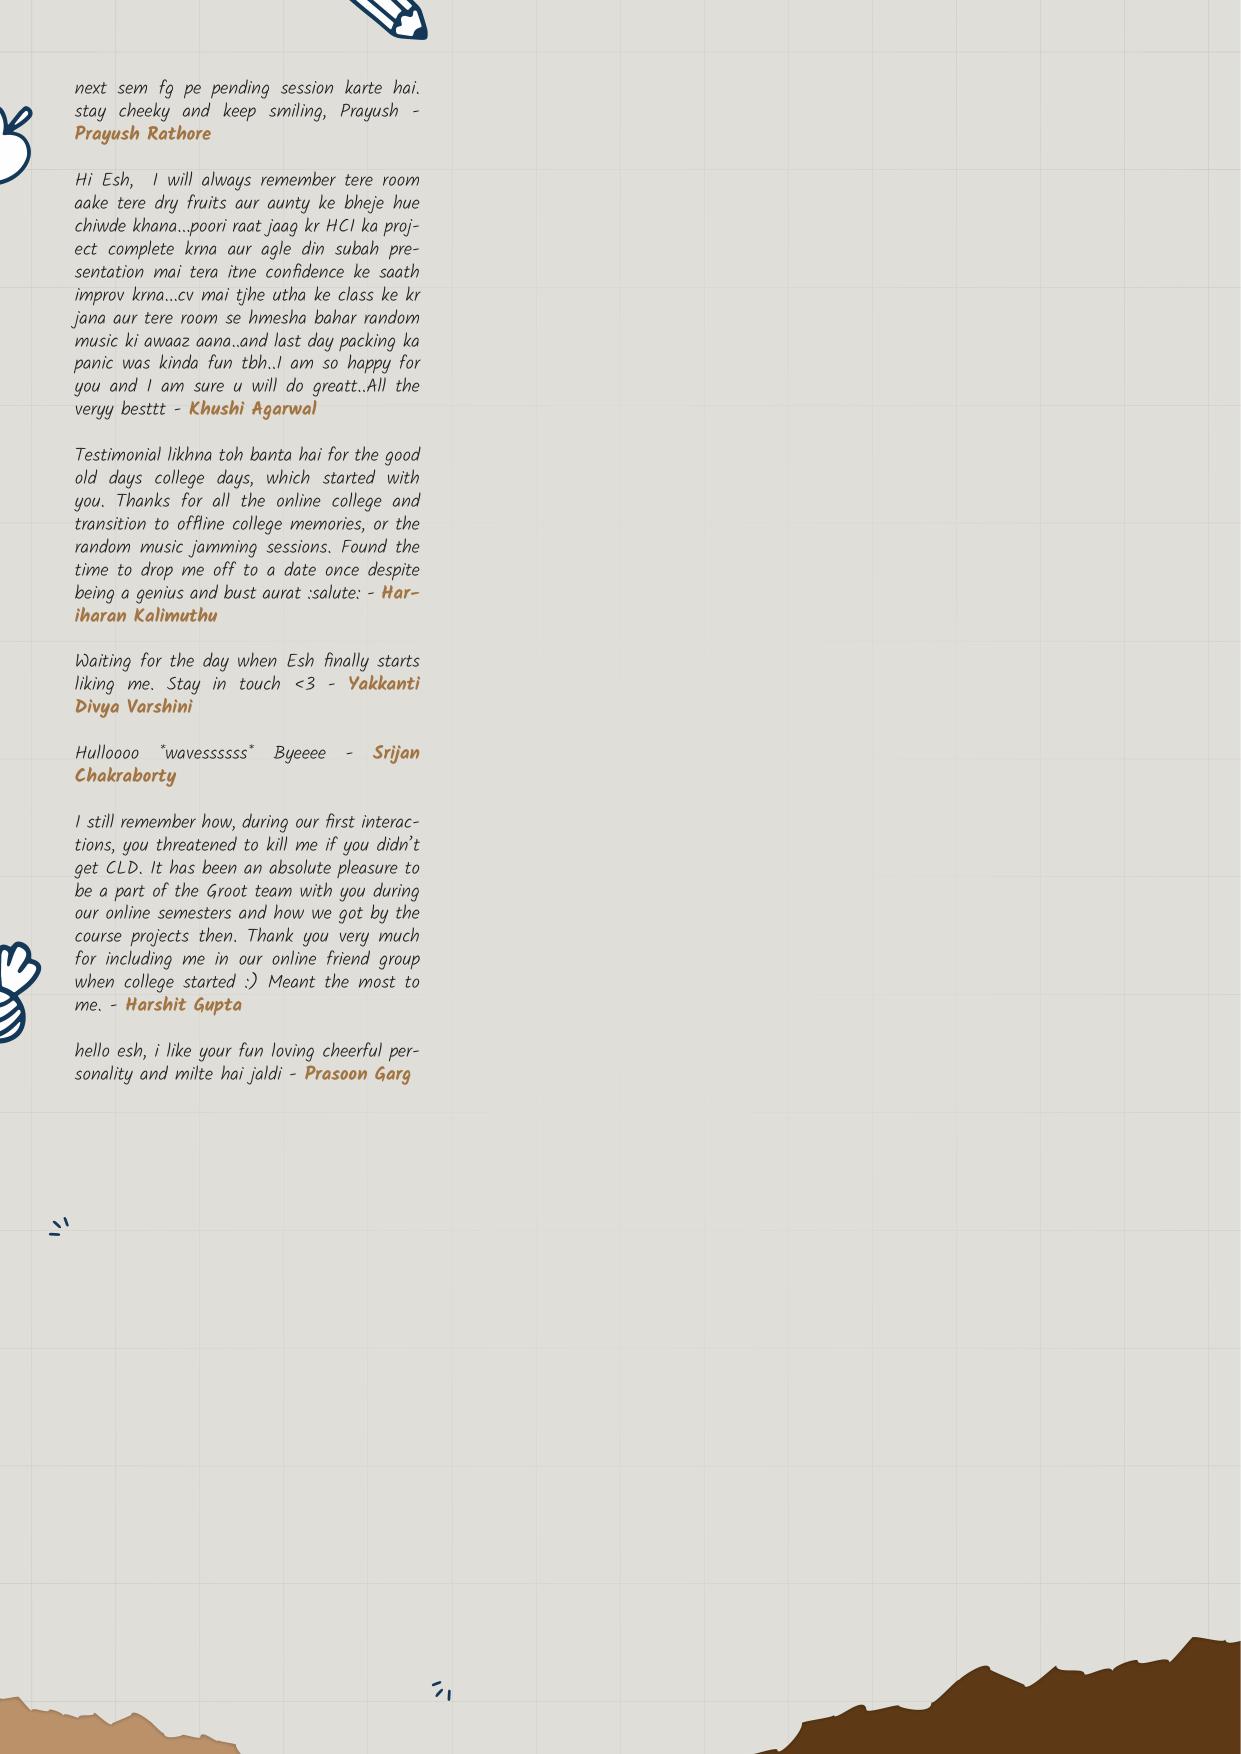 next sem fg pe pending session karte hai.
stay cheeky and keep smiling, Prayush -
Prayush Rathore
Hi Esh, I will always remember tere room
aake tere dry fruits aur aunty ke bheje hue
chiwde khana...poori raat jaag kr HCI ka proj-
ect complete krna aur agle din subah pre-
sentation mai tera itne confidence ke saath
improv krna...cv mai tjhe utha ke class ke kr
jana aur tere room se hmesha bahar random
music ki awaaz aana..and last day packing ka
panic was kinda fun tbh..I am so happy for
you and I am sure u will do greatt..All the
veryy besttt - Khushi Agarwal
Testimonial likhna toh banta hai for the good
old days college days, which started with
you. Thanks for all the online college and
transition to offline college memories, or the
random music jamming sessions. Found the
time to drop me off to a date once despite
being a genius and bust aurat :salute: - Har-
iharan Kalimuthu
Waiting for the day when Esh finally starts
liking me. Stay in touch <3 - Yakkanti
Divya Varshini
Hulloooo *wavessssss* Byeeee - Srijan
Chakraborty
I still remember how, during our first interac-
tions, you threatened to kill me if you didn't
get CLD. It has been an absolute pleasure to
be a part of the Groot team with you during
our online semesters and how we got by the
course projects then. Thank you very much
for including me in our online friend group
when college started :) Meant the most to
me. - Harshit Gupta
hello esh, i like your fun loving cheerful per-
sonality and milte hai jaldi - Prasoon Garg